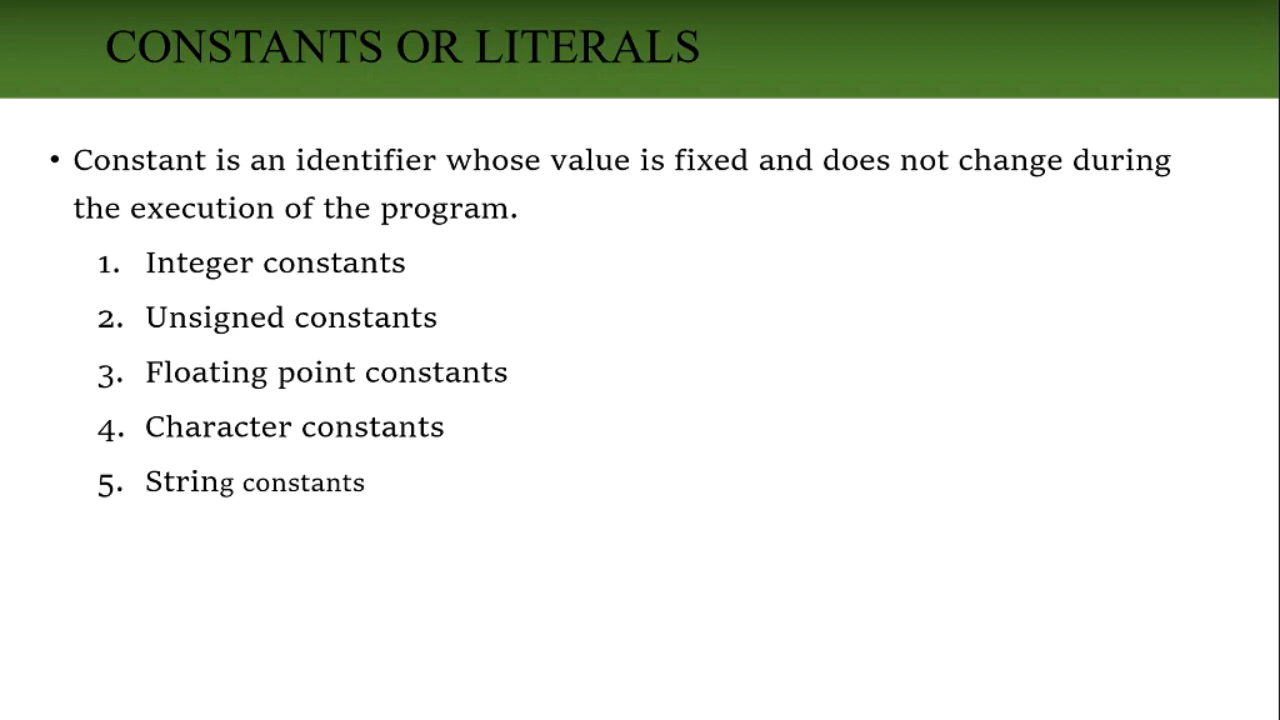 CONSTANTS OR LITERALS
• Constant is an identifier whose value is fixed and does not change during
the execution of the program.
1. Integer constants
2. Unsigned constants
3. Floating point constants
4. Character constants
5. String constants